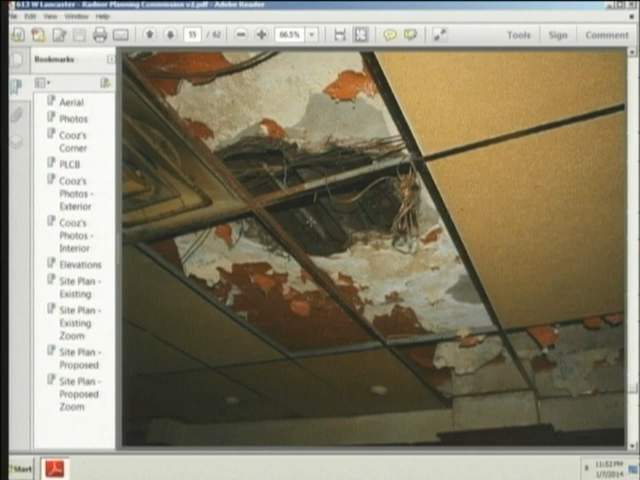 613 W Lancaster - Radnor Planning Commission v2.pdf - Adobe Reader
File Edit View Window Help
55 / 62 66.5% Tools Sign Comment
Bookmarks
Aerial
Photos
Cooz's
Corner
PLCB
Cooz's
Photos -
Exterior
Cooz's
Photos -
Interior
Elevations
Site Plan -
Existing
Site Plan -
Existing
Zoom
Site Plan -
Proposed
Site Plan -
Proposed
Zoom
Start
11:52 PM
1/7/2014